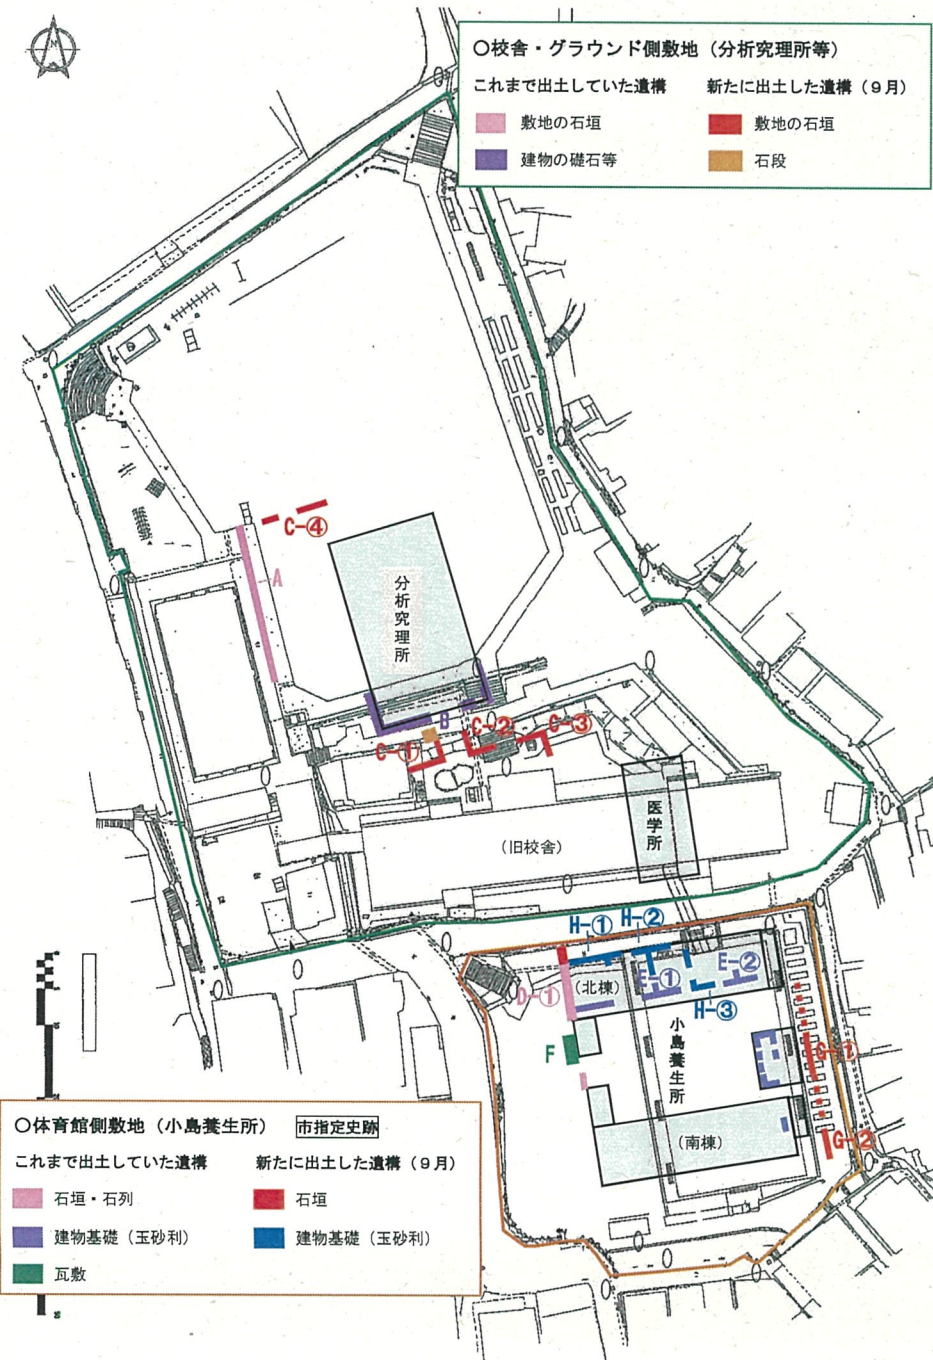 N
〇校舎・グラウンド側敷地（分析究理所等）
これまで出土していた遺構
新たに出土した遺構（９月）
敷地の石垣
敷地の石垣
建物の礎石等
石段
C-④
A
分析究理所
B
C-①
C-②
C-③
医学所
（旧校舎）
H-①
H-②
D-①
（北棟）
E-①
E-②
H-③
F
小島養生所
G-①
（南棟）
G-②
〇体育館側敷地（小島養生所）
市指定史跡
これまで出土していた遺構
新たに出土した遺構（９月）
石垣・石列
石垣
建物基礎（玉砂利）
建物基礎（玉砂利）
瓦敷